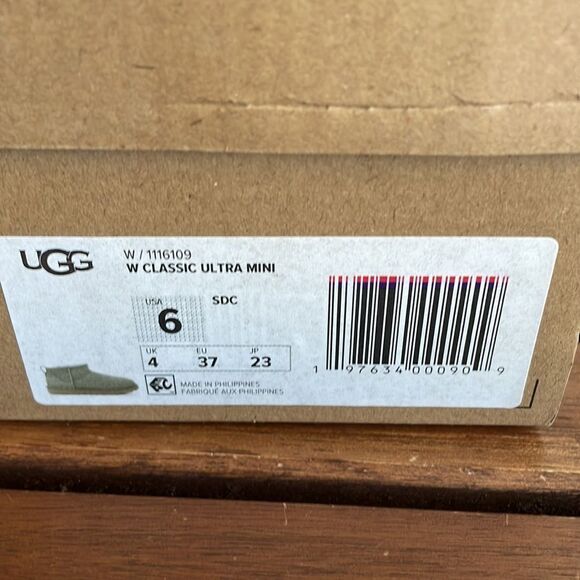 UGG
W / 1116109
W CLASSIC ULTRA MINI
USA
6
SDC
UK EU JP
4 37 23
MADE IN PHILIPPINES
FABRIQUÉ AUX PHILIPPINES
1 97634 00090 9